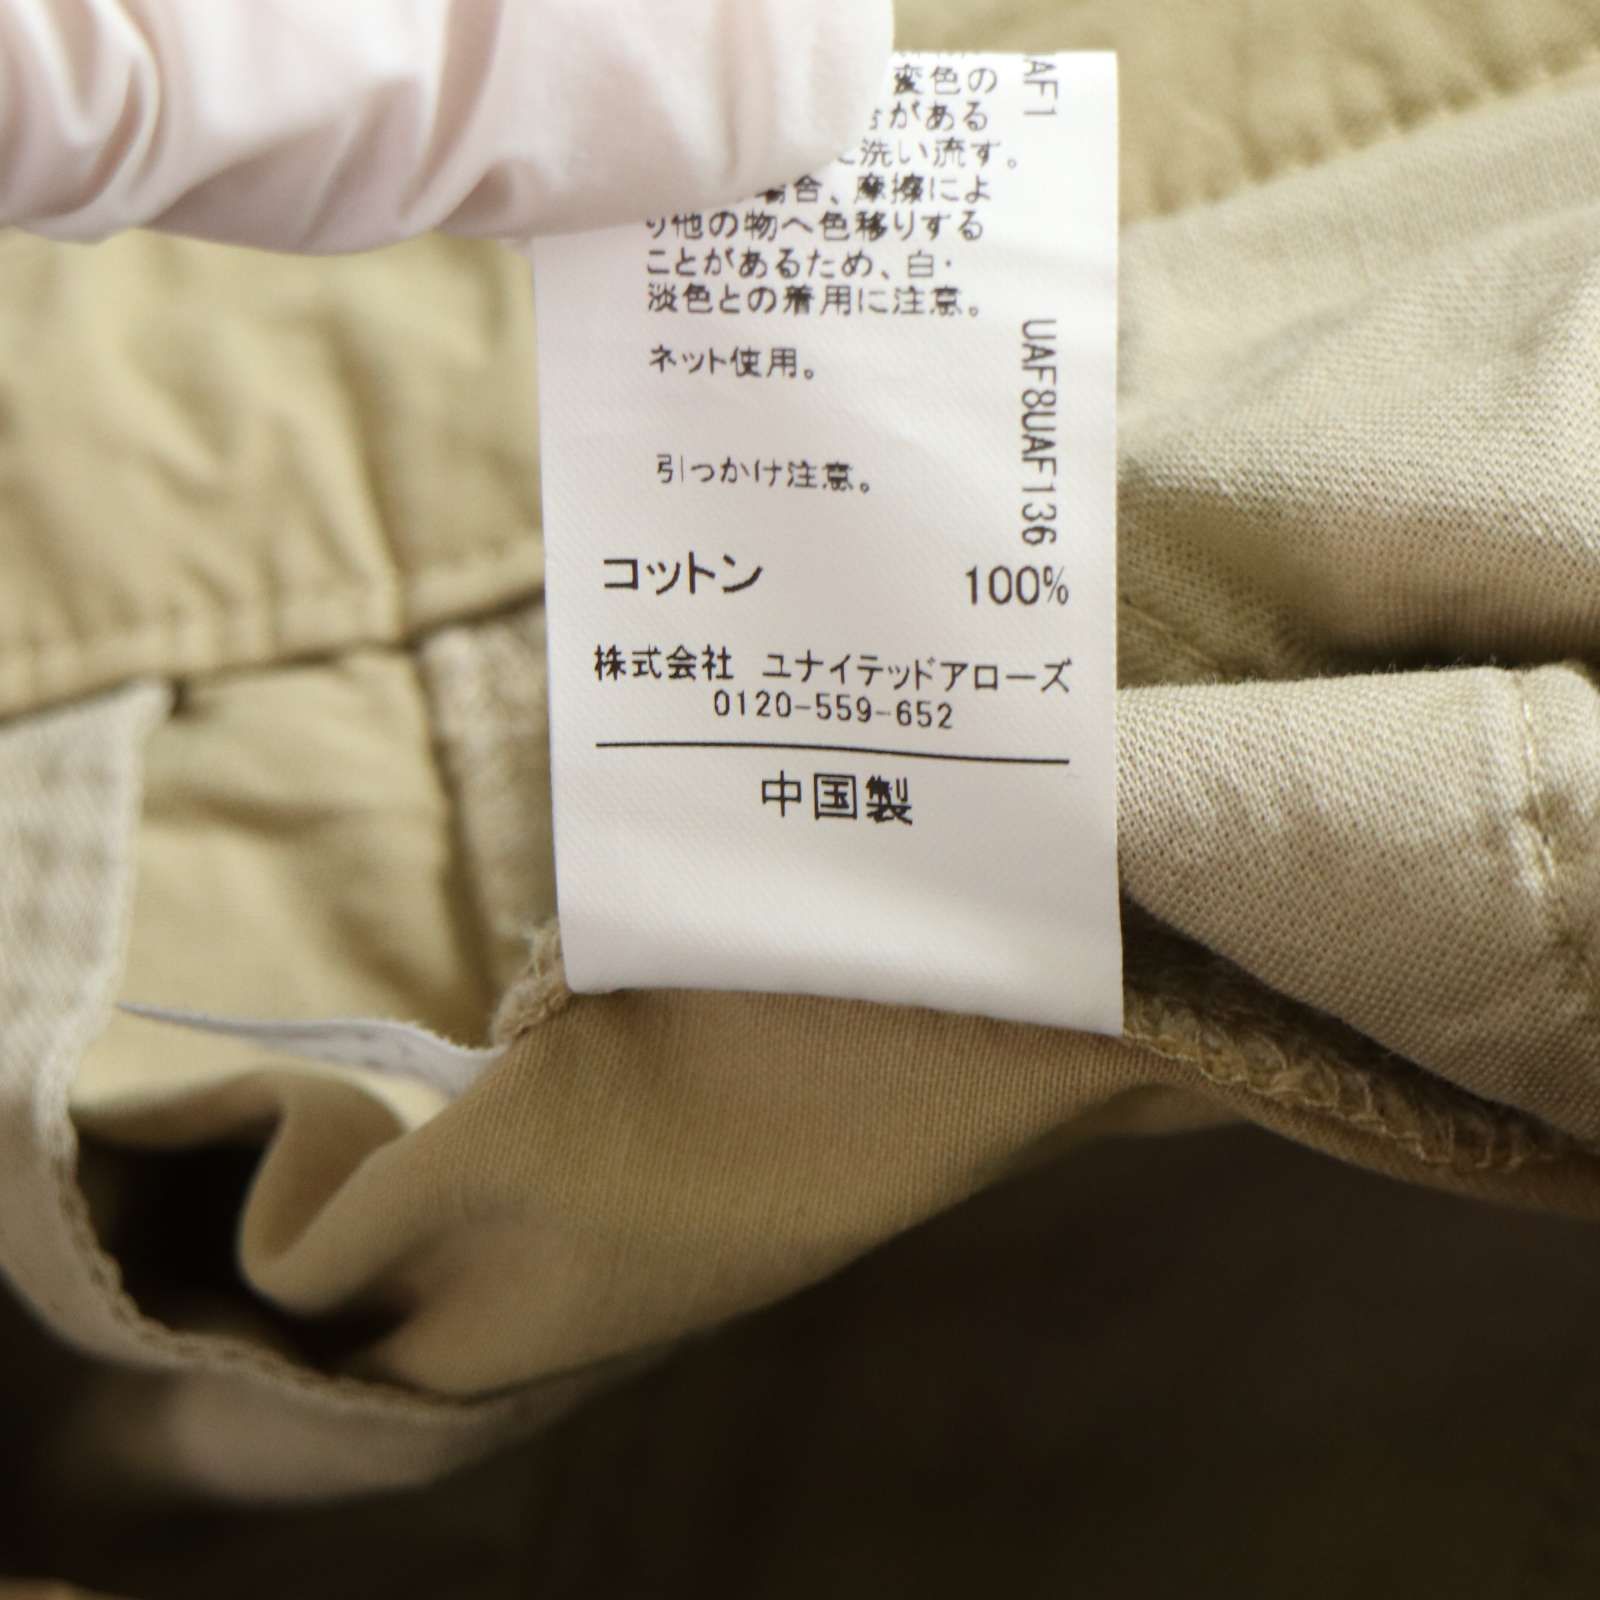 変色の
がある
に洗い流す。
場合、摩擦によ
り他の物へ色移りする
ことがあるため、白・
淡色との着用に注意。
ネット使用。
引っかけ注意。
コットン 100%
株式会社 ユナイテッドアローズ
0120-559-652
中国製
AF1
UAF8UAF136